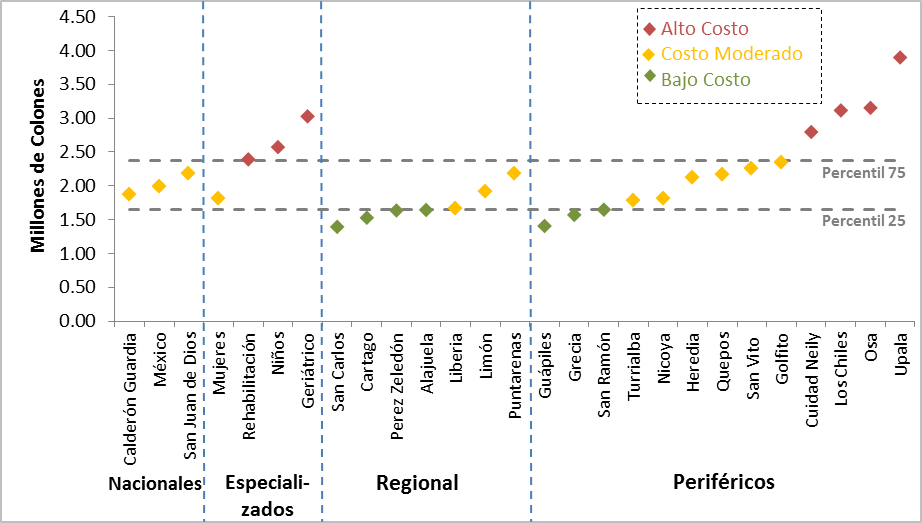 Millones de Colones
4.50
4.00
3.50
3.00
2.50
2.00
1.50
1.00
0.50
0.00
Alto Costo
Costo Moderado
Bajo Costo
Percentil 75
Percentil 25
Calderón Guardia
México
San Juan de Dios
Mujeres
Rehabilitación
Niños
Geriátrico
San Carlos
Cartago
Perez Zeledón
Alajuela
Liberia
Limón
Puntarenas
Guápiles
Grecia
San Ramón
Turrialba
Nicoya
Heredia
Quepos
San Vito
Golfito
Cuidad Neily
Los Chiles
Osa
Upala
Nacionales
Especiali-
zados
Regional
Periféricos